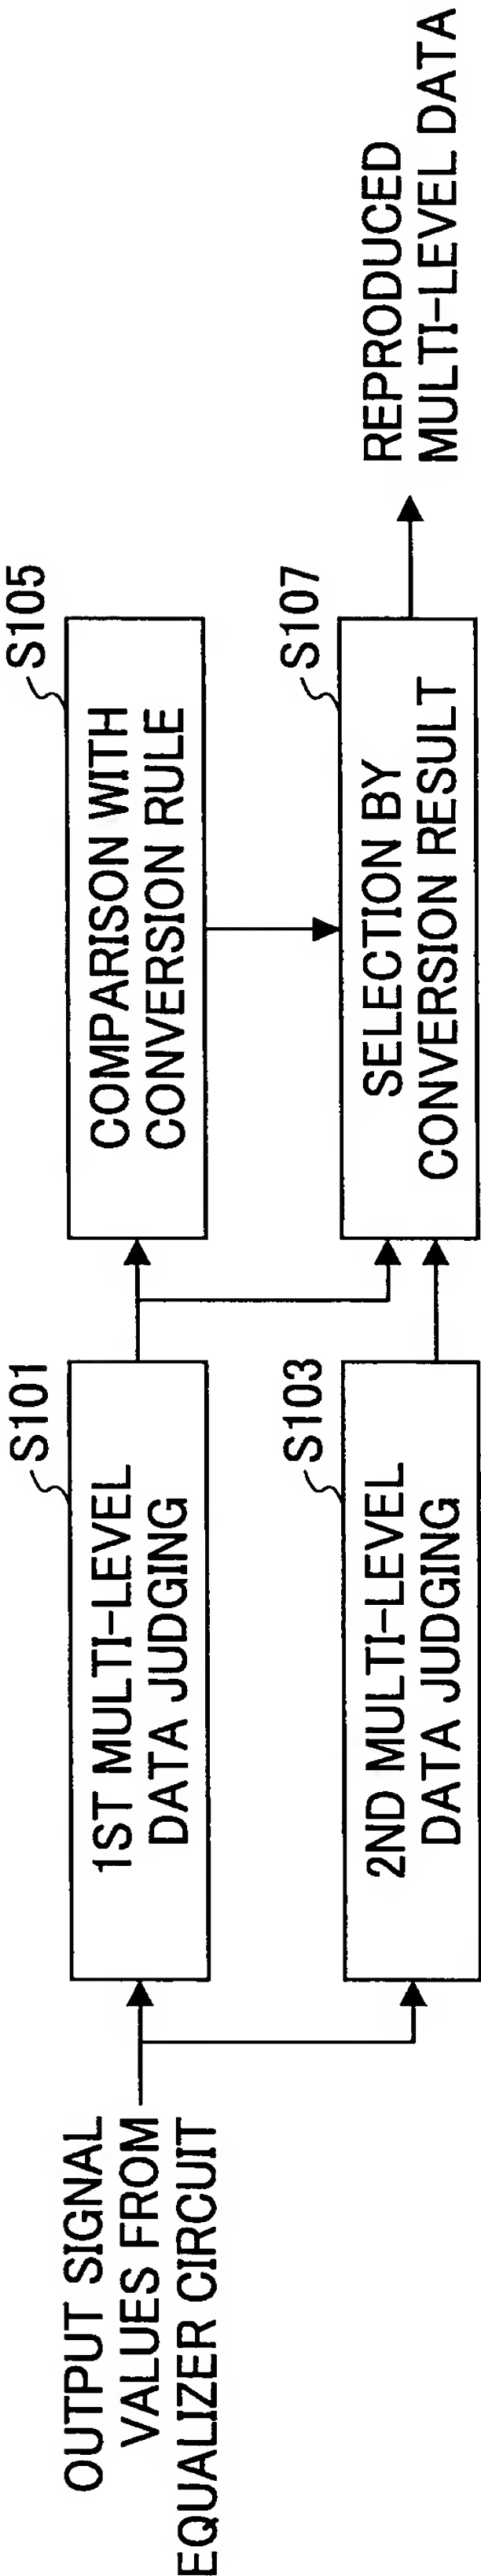 OUTPUT SIGNAL
VALUES FROM
EQUALIZER CIRCUIT
S101
1ST MULTI-LEVEL
DATA JUDGING
S103
2ND MULTI-LEVEL
DATA JUDGING
S105
COMPARISON WITH
CONVERSION RULE
S107
SELECTION BY
CONVERSION RESULT
REPRODUCED
MULTI-LEVEL DATA